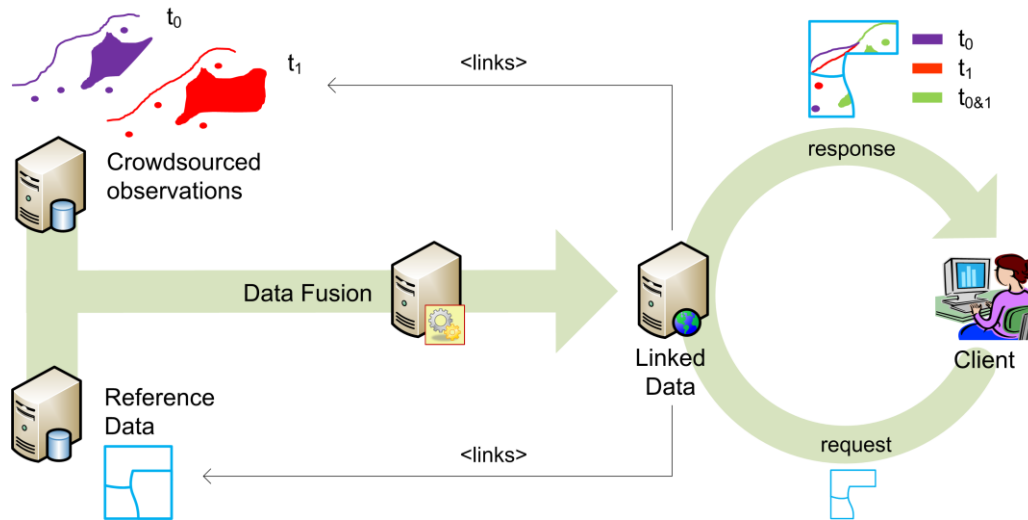 t₀
t₁
<links>
Crowdsourced
observations
Data Fusion
Linked
Data
Reference
Data
<links>
t₀
t₁
t₀&₁
response
Client
request